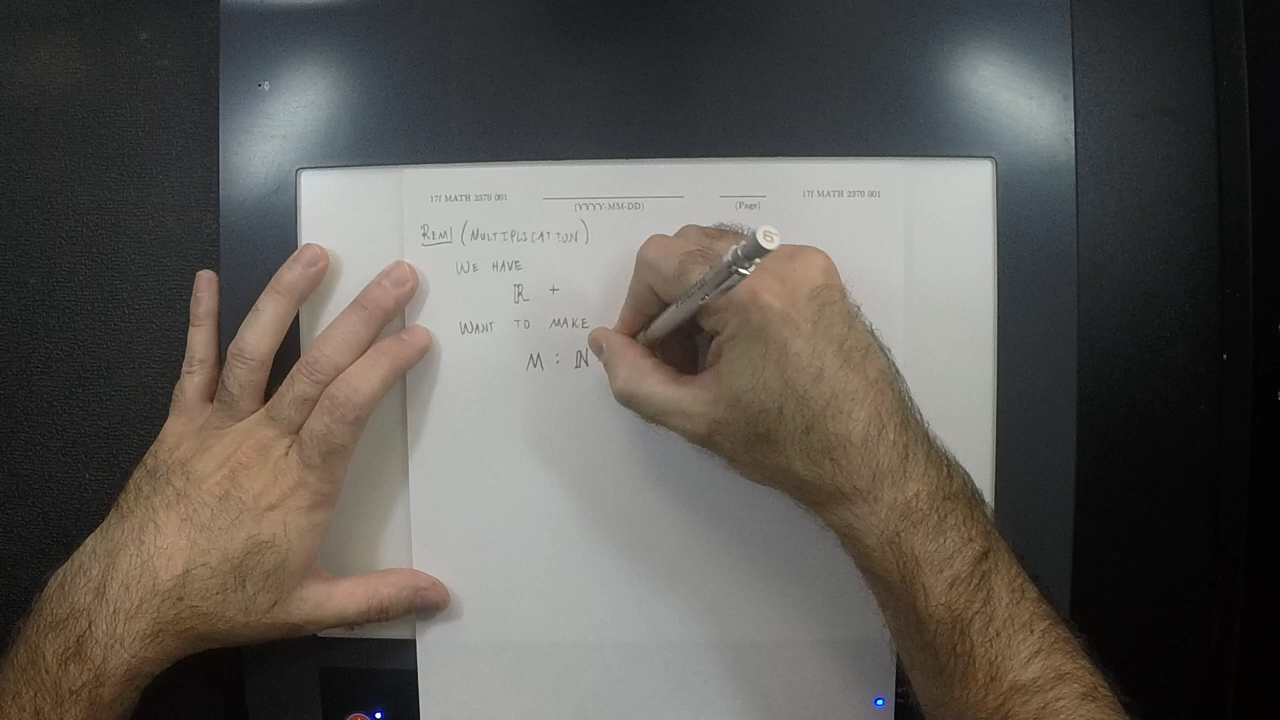 17f MATH 2370 001 (YYYY-MM-DD) (Page) 17f MATH 2370 001
REM (MULTIPLICATION)
WE HAVE
ℝ +
WANT TO MAKE
M : ℕ